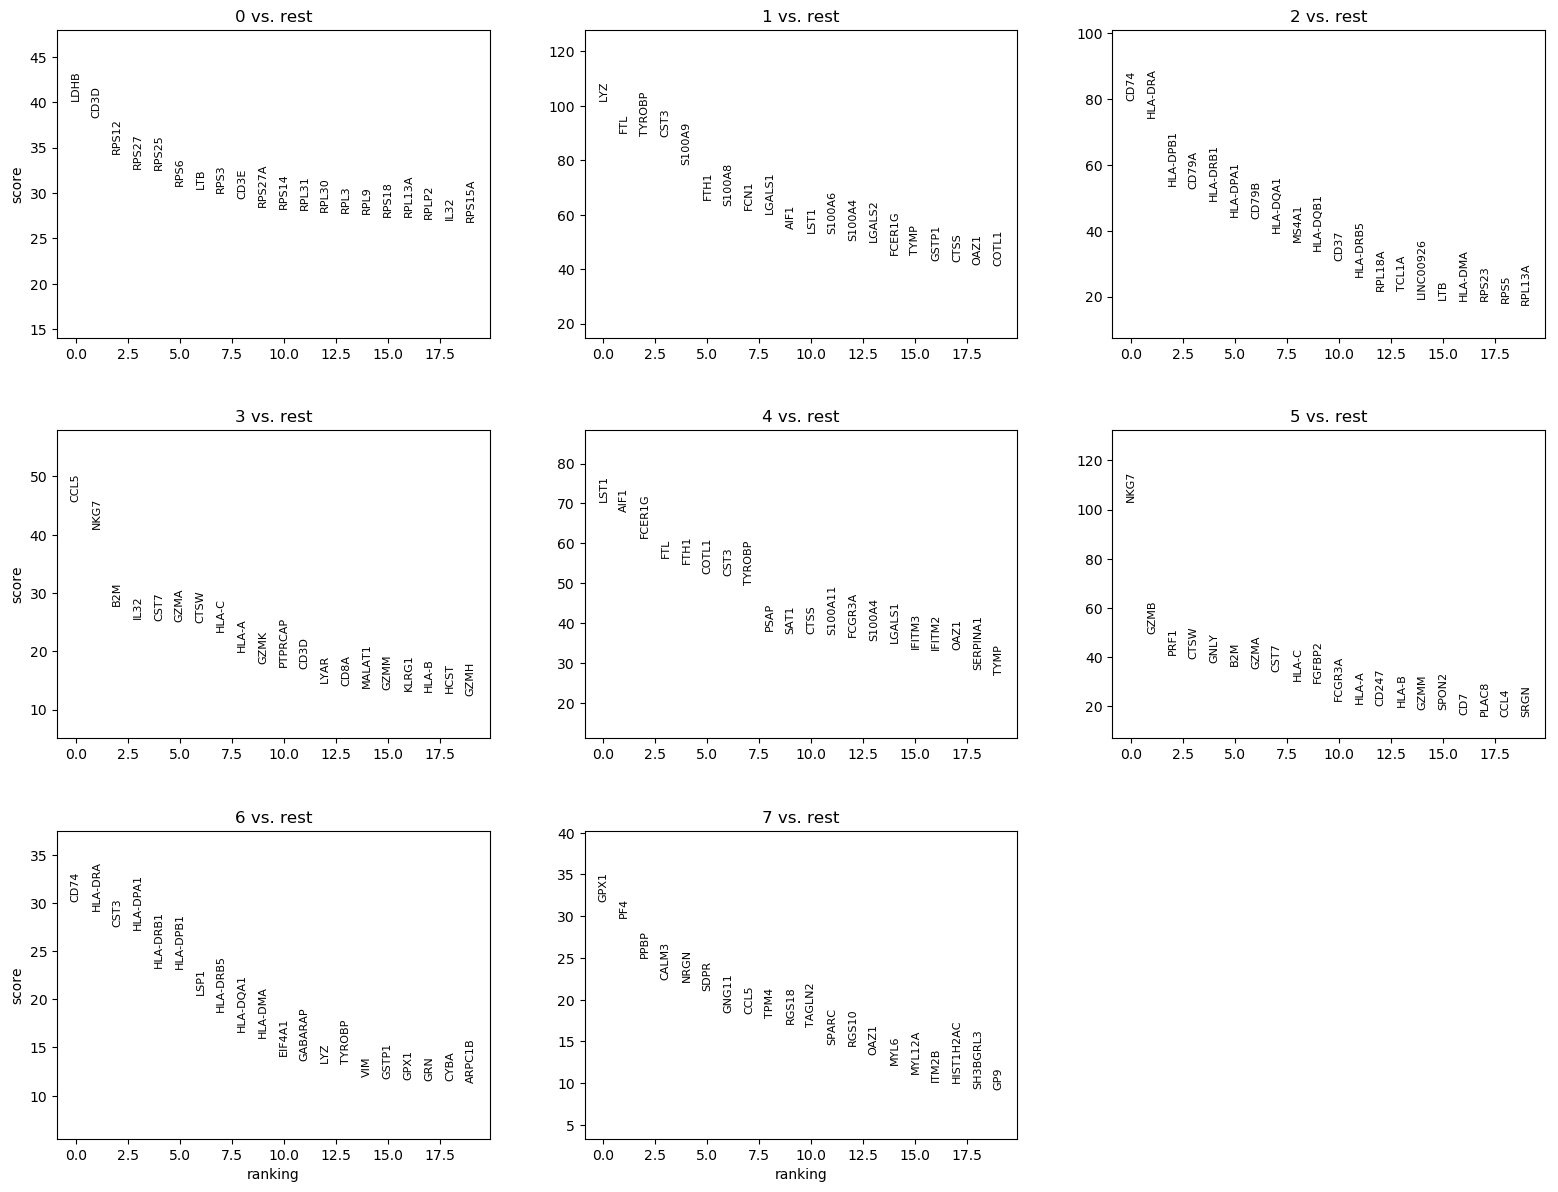 0 vs. rest
score
45
40
35
30
25
20
15
LDHB
CD3D
RPS12
RPS27
RPS25
RPS6
LTB
RPS3
CD3E
RPS27A
RPS14
RPL31
RPL30
RPL3
RPL9
RPS18
RPL13A
RPLP2
IL32
RPS15A
0.0 2.5 5.0 7.5 10.0 12.5 15.0 17.5
1 vs. rest
120
100
80
60
40
20
LYZ
FTL
TYROBP
CST3
S100A9
FTH1
S100A8
FCN1
LGALS1
AIF1
LST1
S100A6
S100A4
LGALS2
FCER1G
TYMP
GSTP1
CTSS
OAZ1
COTL1
0.0 2.5 5.0 7.5 10.0 12.5 15.0 17.5
2 vs. rest
100
80
60
40
20
CD74
HLA-DRA
HLA-DPB1
CD79A
HLA-DRB1
HLA-DPA1
CD79B
HLA-DQA1
MS4A1
HLA-DQB1
CD37
HLA-DRB5
RPL18A
TCL1A
LINC00926
LTB
HLA-DMA
RPS23
RPS5
RPL13A
0.0 2.5 5.0 7.5 10.0 12.5 15.0 17.5
3 vs. rest
score
50
40
30
20
10
CCL5
NKG7
B2M
IL32
CST7
GZMA
CTSW
HLA-C
HLA-A
GZMK
PTPRCAP
CD3D
LYAR
CD8A
MALAT1
GZMM
KLRG1
HLA-B
HCST
GZMH
0.0 2.5 5.0 7.5 10.0 12.5 15.0 17.5
4 vs. rest
80
70
60
50
40
30
20
LST1
AIF1
FCER1G
FTL
FTH1
COTL1
CST3
TYROBP
PSAP
SAT1
CTSS
S100A11
FCGR3A
S100A4
LGALS1
IFITM3
IFITM2
OAZ1
SERPINA1
TYMP
0.0 2.5 5.0 7.5 10.0 12.5 15.0 17.5
5 vs. rest
120
100
80
60
40
20
NKG7
GZMB
PRF1
CTSW
GNLY
B2M
GZMA
CST7
HLA-C
FGFBP2
FCGR3A
HLA-A
CD247
HLA-B
GZMM
SPON2
CD7
PLAC8
CCL4
SRGN
0.0 2.5 5.0 7.5 10.0 12.5 15.0 17.5
6 vs. rest
score
35
30
25
20
15
10
CD74
HLA-DRA
CST3
HLA-DPA1
HLA-DRB1
HLA-DPB1
LSP1
HLA-DRB5
HLA-DQA1
HLA-DMA
EIF4A1
GABARAP
LYZ
TYROBP
VIM
GSTP1
GPX1
GRN
CYBA
ARPC1B
0.0 2.5 5.0 7.5 10.0 12.5 15.0 17.5
ranking
7 vs. rest
40
35
30
25
20
15
10
5
GPX1
PF4
PPBP
CALM3
NRGN
SDPR
GNG11
CCL5
TPM4
RGS18
TAGLN2
SPARC
RGS10
OAZ1
MYL6
MYL12A
ITM2B
HIST1H2AC
SH3BGRL3
GP9
0.0 2.5 5.0 7.5 10.0 12.5 15.0 17.5
ranking